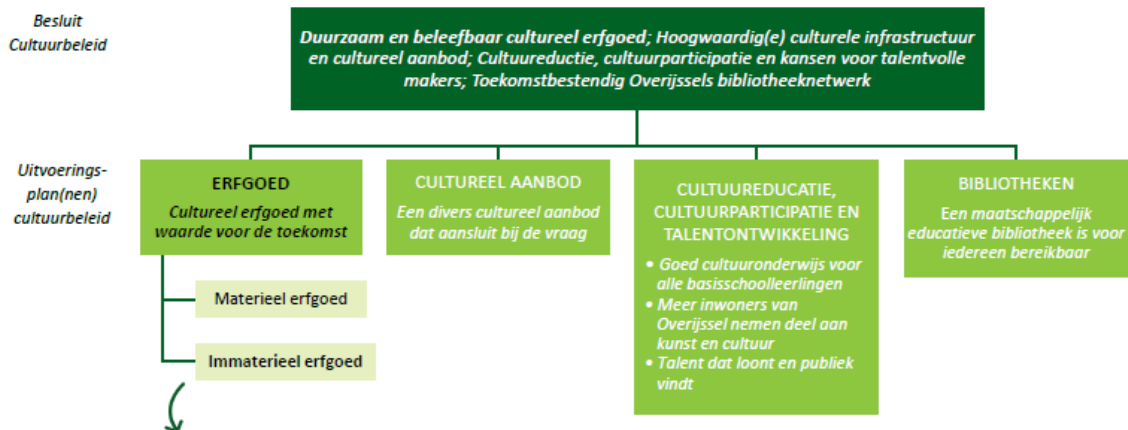 Besluit
Cultuurbeleid
Duurzaam en beleefbaar cultureel erfgoed; Hoogwaardig(e) culturele infrastructuur
en cultureel aanbod; Cultuureductie, cultuurparticipatie en kansen voor talentvolle
makers; Toekomstbestendig Overijssels bibliotheeknetwerk
Uitvoerings-
plan(nen)
cultuurbeleid
ERFGOED
Cultureel erfgoed met
waarde voor de toekomst
Materieel erfgoed
Immaterieel erfgoed
CULTUREEL AANBOD
Een divers cultureel aanbod
dat aansluit bij de vraag
CULTUUREDUCATIE,
CULTUURPARTICIPATIE EN
TALENTONTWIKKELING
• Goed cultuuronderwijs voor
alle basisschoolleerlingen
• Meer inwoners van
Overijssel nemen deel aan
kunst en cultuur
• Talent dat loont en publiek
vindt
BIBLIOTHEKEN
Een maatschappelijk
educatieve bibliotheek is voor
iedereen bereikbaar